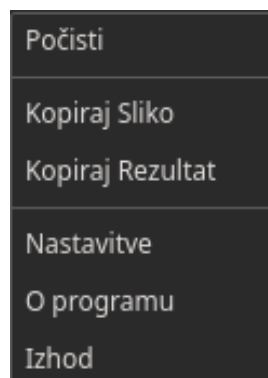 Počisti
Kopiraj Sliko
Kopiraj Rezultat
Nastavitve
O programu
Izhod